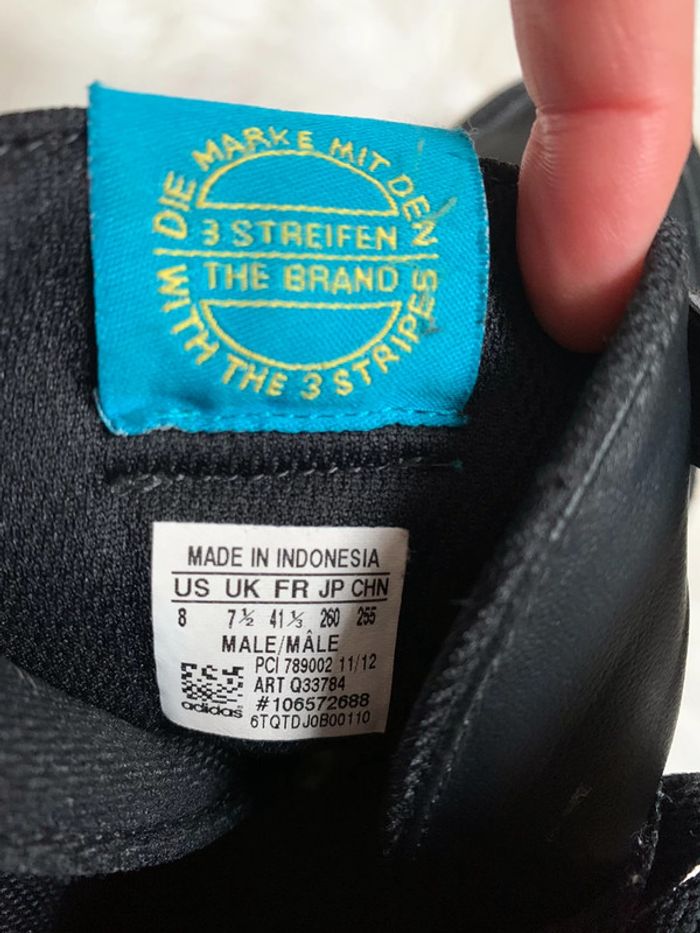 DIE MARKE MIT DEN
3 STREIFEN
THE BRAND
WITH THE 3 STRIPES
MADE IN INDONESIA
US UK FR JP CHN
8 7½ 41⅓ 260 255
MALE/MÂLE
PCI 789002 11/12
ART Q33784
adidas #106572688
6TQTDJ0B00110